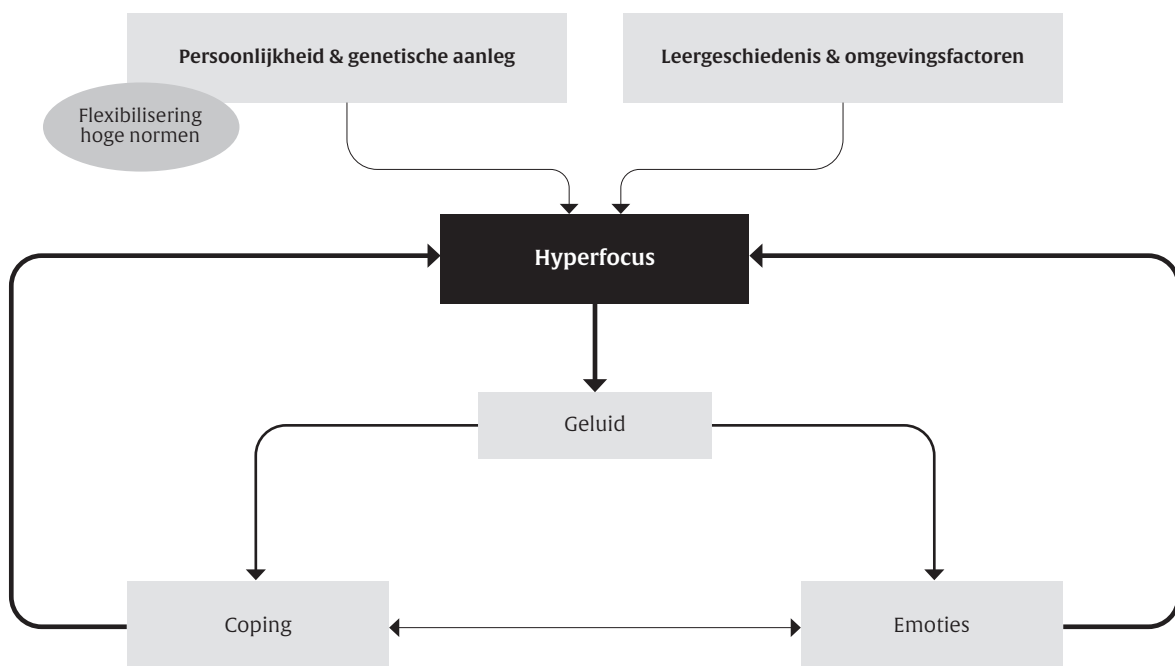 Persoonlijkheid & genetische aanleg
Leergeschiedenis & omgevingsfactoren
Flexibilisering
hoge normen
Hyperfocus
Geluid
Coping
Emoties